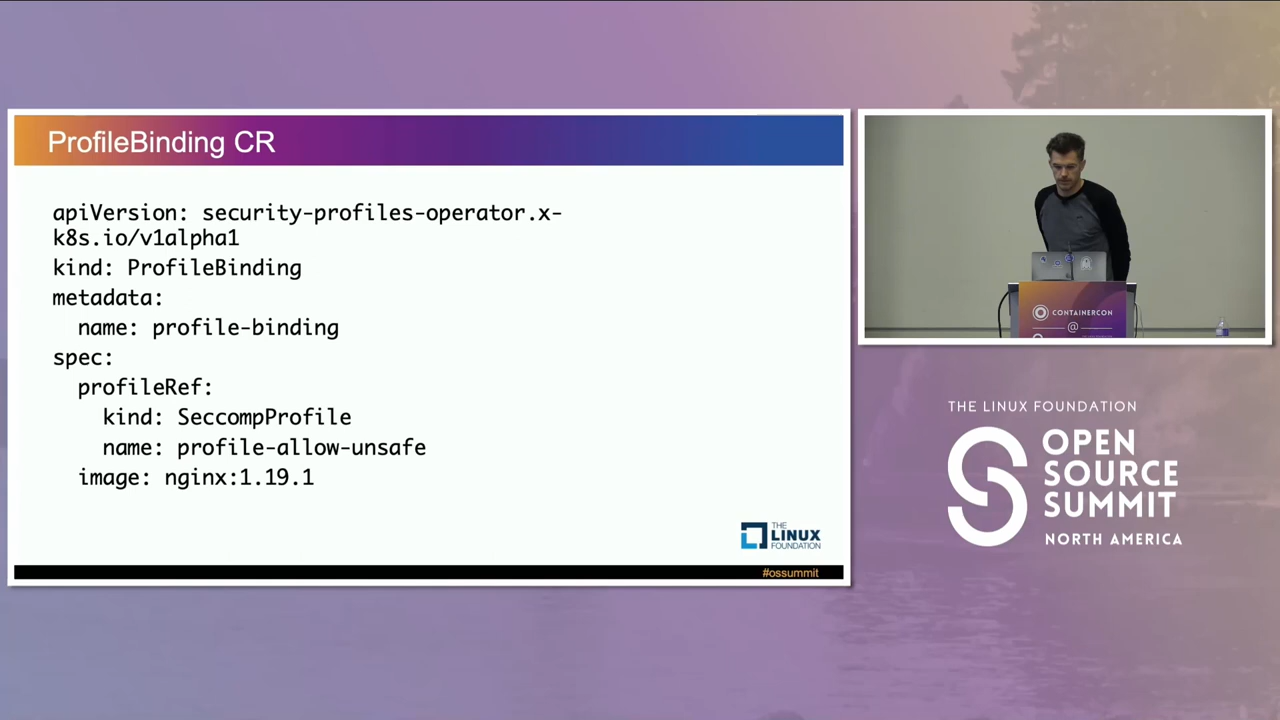 ProfileBinding CR
apiVersion: security-profiles-operator.x-
k8s.io/v1alpha1
kind: ProfileBinding
metadata:
  name: profile-binding
spec:
  profileRef:
    kind: SeccompProfile
    name: profile-allow-unsafe
  image: nginx:1.19.1
THE
LINUX
FOUNDATION
#ossummit
CONTAINERCON
@
THE LINUX FOUNDATION
OPEN
SOURCE
SUMMIT
NORTH AMERICA